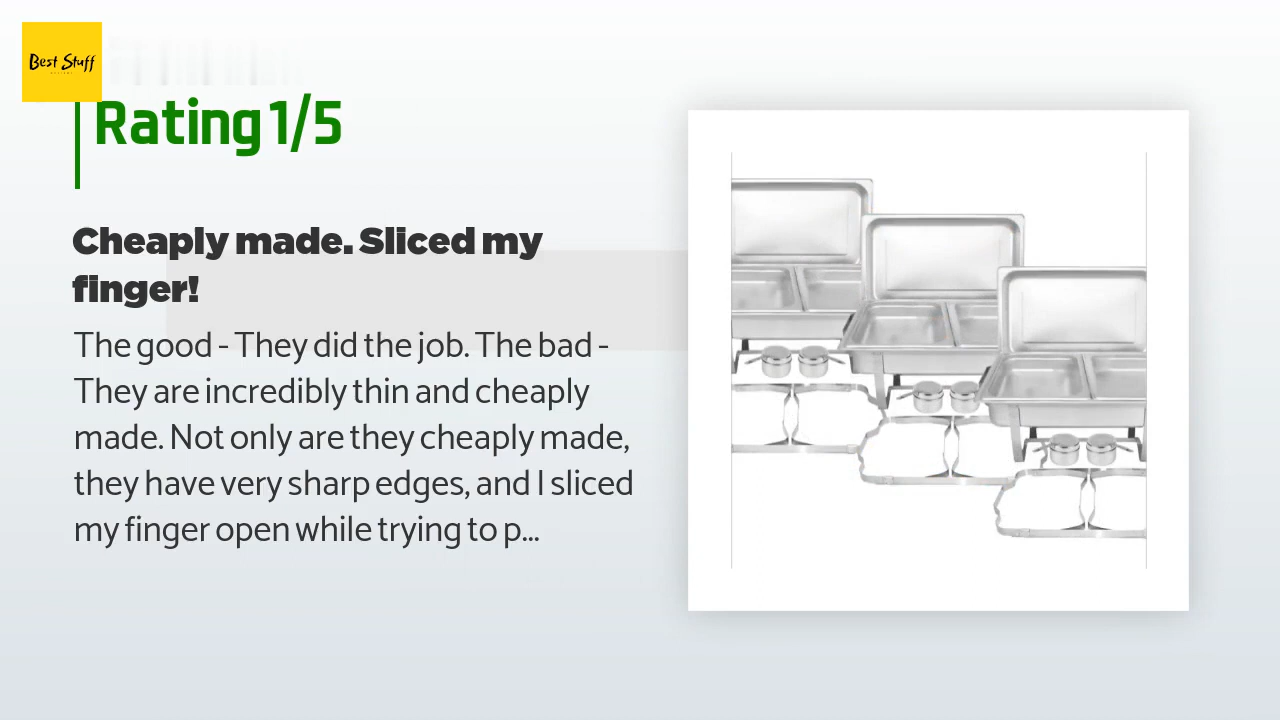 Best Stuff
Rating 1/5
Cheaply made. Sliced my
finger!
The good - They did the job. The bad -
They are incredibly thin and cheaply
made. Not only are they cheaply made,
they have very sharp edges, and I sliced
my finger open while trying to p...